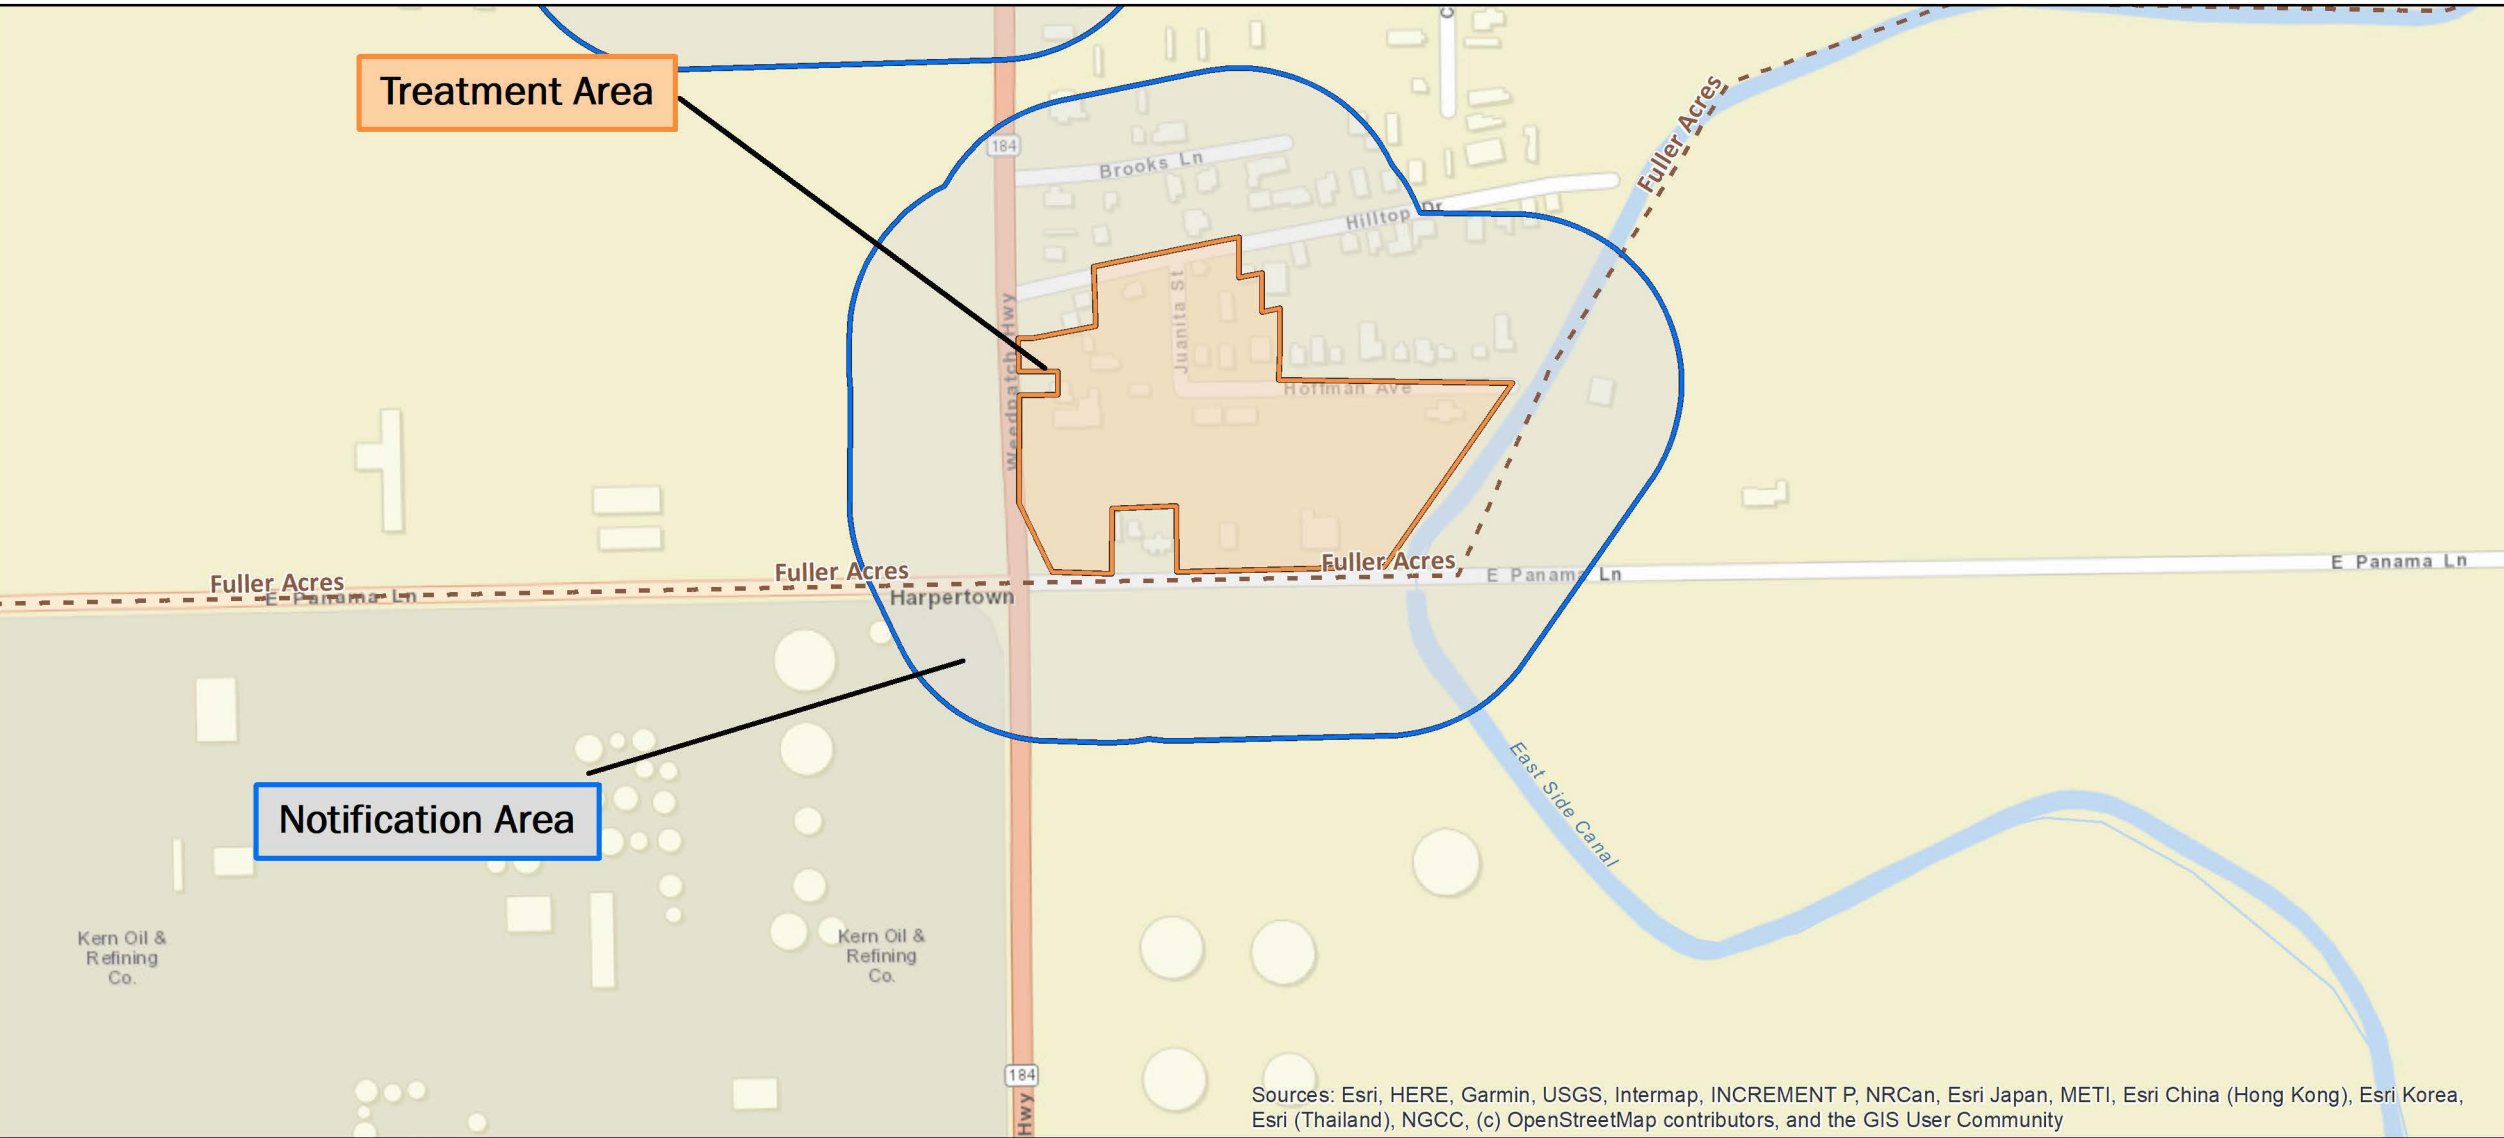 C
Treatment Area
Fuller Acres
184
Brooks Ln
Hilltop Dr
Juanita St
Weedpatch Hwy
Hoffman Ave
Fuller Acres
Fuller Acres
Fuller Acres
E Panama Ln
E Panama Ln
E Panama Ln
Harpertown
East Side Canal
Notification Area
Kern Oil &
Refining
Co.
Kern Oil &
Refining
Co.
184
Hwy
Sources: Esri, HERE, Garmin, USGS, Intermap, INCREMENT P, NRCan, Esri Japan, METI, Esri China (Hong Kong), Esri Korea,
Esri (Thailand), NGCC, (c) OpenStreetMap contributors, and the GIS User Community